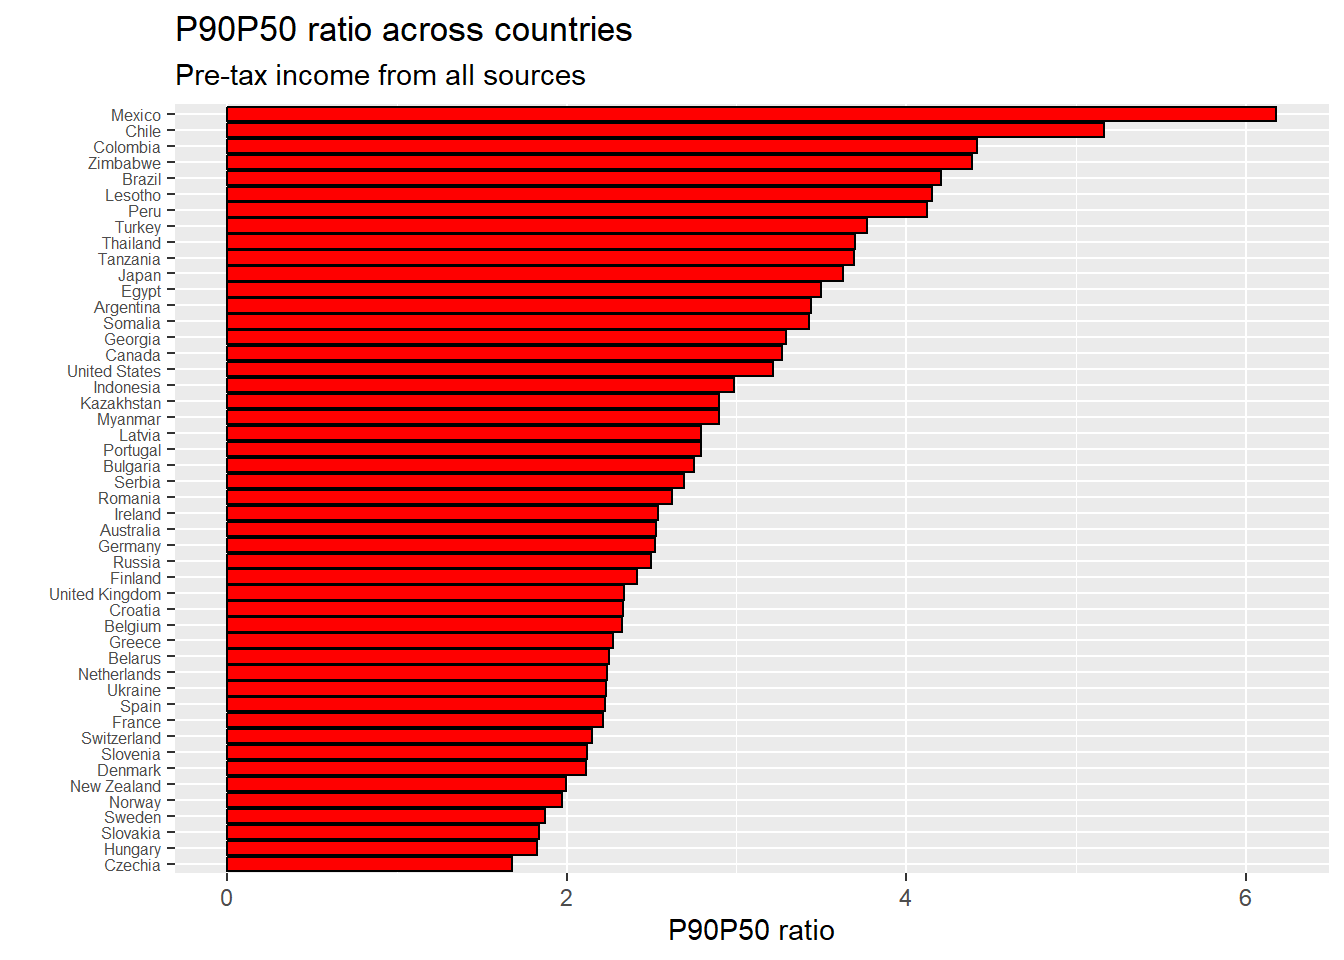 P90P50 ratio across countries
Pre-tax income from all sources
Mexico
Chile
Colombia
Zimbabwe
Brazil
Lesotho
Peru
Turkey
Thailand
Tanzania
Japan
Egypt
Argentina
Somalia
Georgia
Canada
United States
Indonesia
Kazakhstan
Myanmar
Latvia
Portugal
Bulgaria
Serbia
Romania
Ireland
Australia
Germany
Russia
Finland
United Kingdom
Croatia
Belgium
Greece
Belarus
Netherlands
Ukraine
Spain
France
Switzerland
Slovenia
Denmark
New Zealand
Norway
Sweden
Slovakia
Hungary
Czechia
0 2 4 6
P90P50 ratio